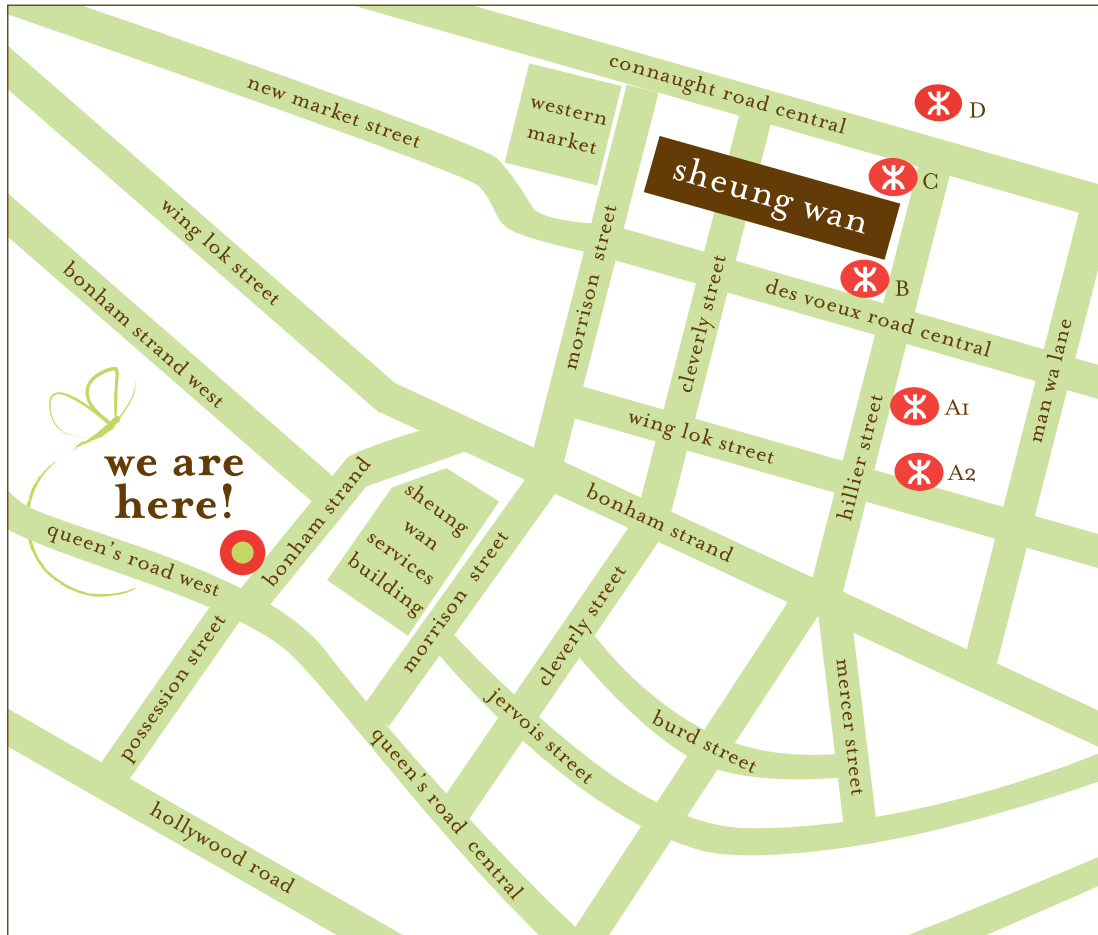 connaught road central
new market street
western
market
D
sheung wan
C
wing lok street
morrison street
cleverly street
B
des voeux road central
bonham strand west
man wa lane
A1
A2
hillier street
wing lok street
we are
here!
bonham strand
sheung
wan
services
building
bonham strand
queen's road west
morrison street
cleverly street
possession street
jervois street
burd street
mercer street
queen's road central
hollywood road